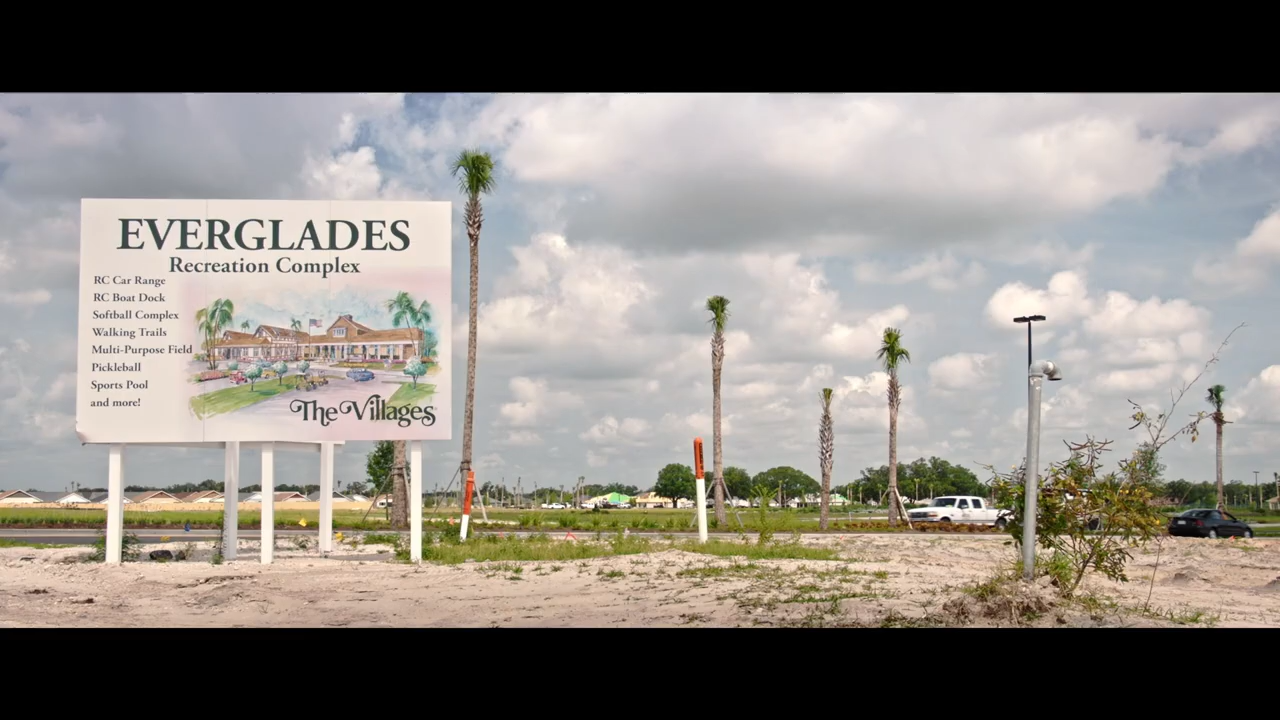 EVERGLADES
Recreation Complex
RC Car Range
RC Boat Dock
Softball Complex
Walking Trails
Multi-Purpose Field
Pickleball
Sports Pool
and more!
The Villages